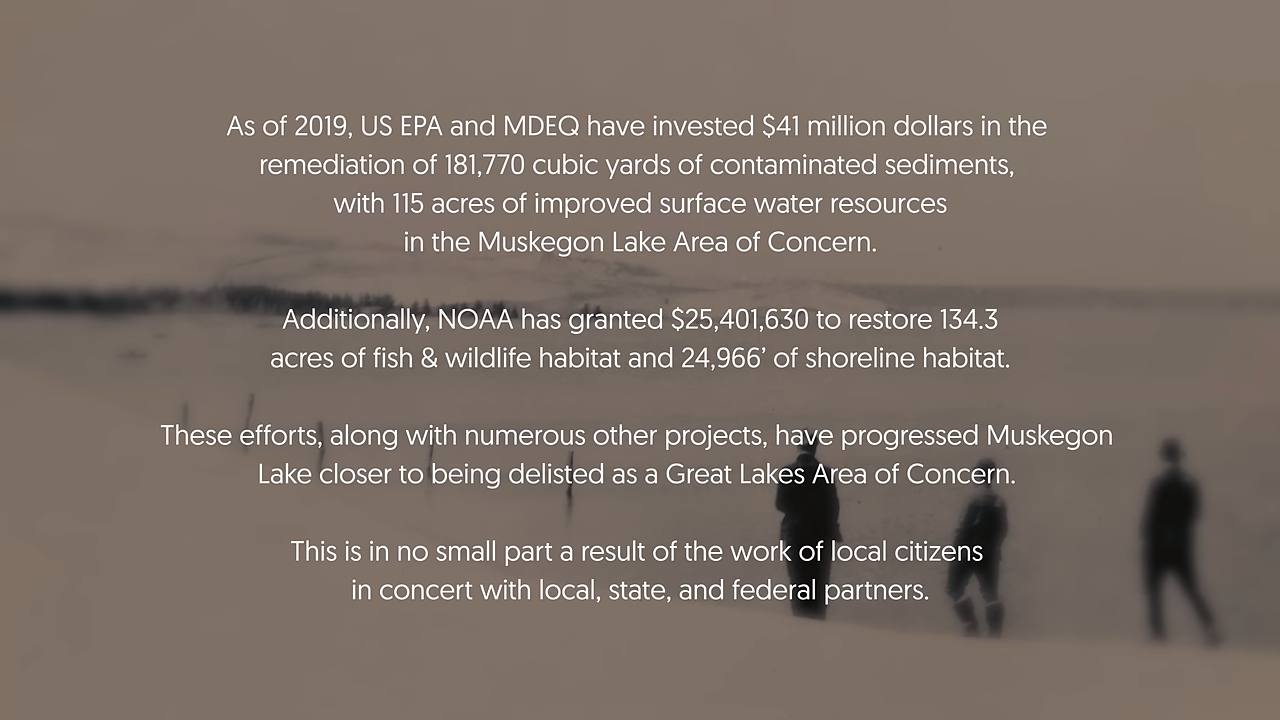 As of 2019, US EPA and MDEQ have invested $41 million dollars in the
remediation of 181,770 cubic yards of contaminated sediments,
with 115 acres of improved surface water resources
in the Muskegon Lake Area of Concern.
Additionally, NOAA has granted $25,401,630 to restore 134.3
acres of fish & wildlife habitat and 24,966’ of shoreline habitat.
These efforts, along with numerous other projects, have progressed Muskegon
Lake closer to being delisted as a Great Lakes Area of Concern.
This is in no small part a result of the work of local citizens
in concert with local, state, and federal partners.